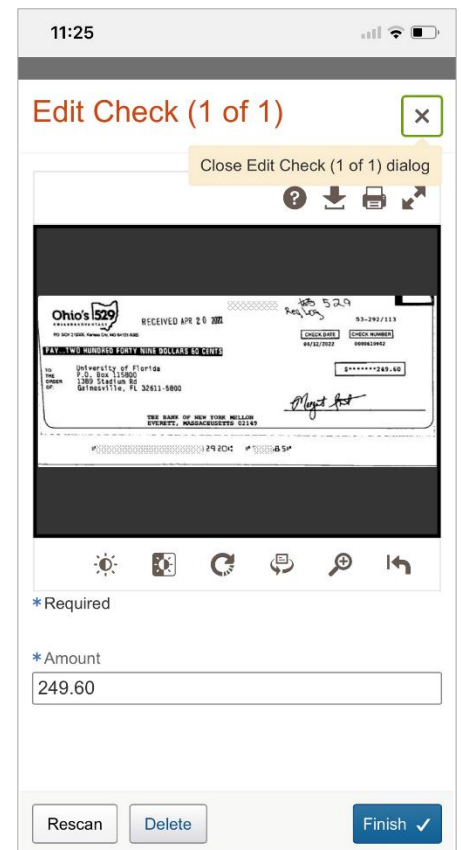 11:25
Edit Check (1 of 1)
Close Edit Check (1 of 1) dialog
Ohio's 529
COLLEGEADVANTAGE
RECEIVED APR 20 2022
529
53-292/113
CHECK DATE CHECK NUMBER
04/12/2022
PAY...TWO HUNDRED FORTY NINE DOLLARS 60 CENTS
TO THE ORDER OF:
University of Florida
P.O. Box 115800
1389 Stadium Rd
Gainesville, FL 32611-5800
$*******249.60
THE BANK OF NEW YORK MELLON
EVERETT, MASSACHUSETTS 02149
*Required
*Amount
249.60
Rescan
Delete
Finish